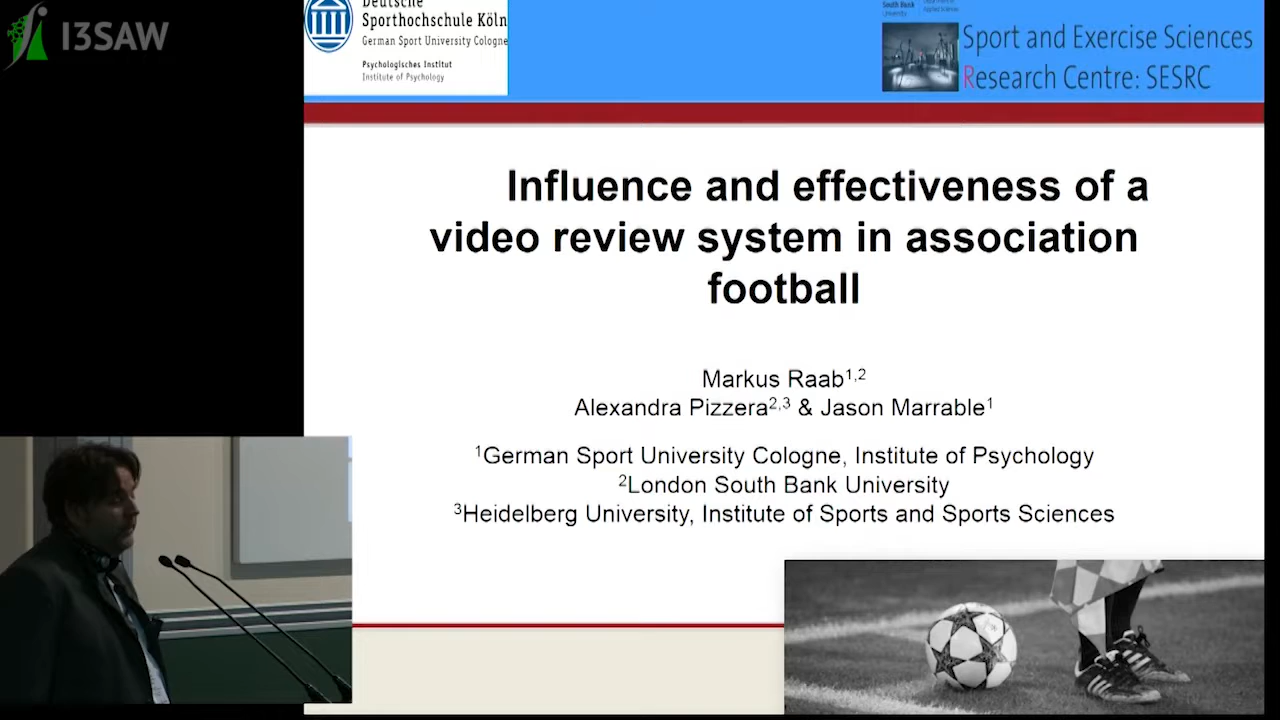 I3SAW
Deutsche
Sporthochschule Köln
German Sport University Cologne
Psychologisches Institut
Institute of Psychology
South Bank
University
Sport and Exercise Sciences
Research Centre: SESRC
Influence and effectiveness of a
video review system in association
football
Markus Raab1,2
Alexandra Pizzera2,3 & Jason Marrable1
1German Sport University Cologne, Institute of Psychology
2London South Bank University
3Heidelberg University, Institute of Sports and Sports Sciences